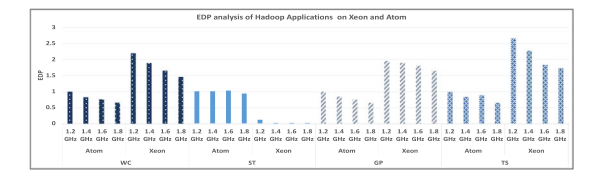 EDP analysis of Hadoop Applications on Xeon and Atom
EDP
3
2.5
2
1.5
1
0.5
0
1.2 1.4 1.6 1.8 1.2 1.4 1.6 1.8 1.2 1.4 1.6 1.8 1.2 1.4 1.6 1.8 1.2 1.4 1.6 1.8 1.2 1.4 1.6 1.8 1.2 1.4 1.6 1.8 1.2 1.4 1.6 1.8
GHz GHz GHz GHz GHz GHz GHz GHz GHz GHz GHz GHz GHz GHz GHz GHz GHz GHz GHz GHz GHz GHz GHz GHz GHz GHz GHz GHz GHz GHz GHz GHz
Atom Xeon Atom Xeon Atom Xeon Atom Xeon
WC ST GP TS